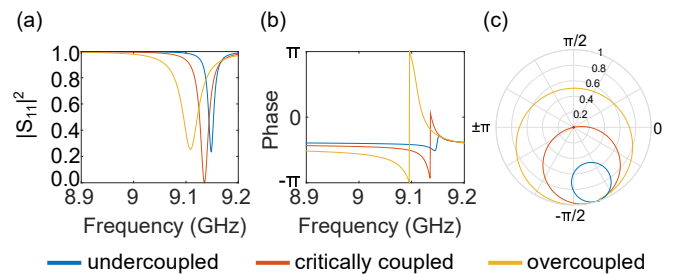 (a)
(b)
(c)
1.0
0.8
0.6
0.4
0.2
0.0
|S₁₁|²
8.9
9
9.1
9.2
Frequency (GHz)
π
0
-π
Phase
8.9
9
9.1
9.2
Frequency (GHz)
π/2
1
0.8
0.6
0.4
0.2
±π
0
-π/2
undercoupled
critically coupled
overcoupled